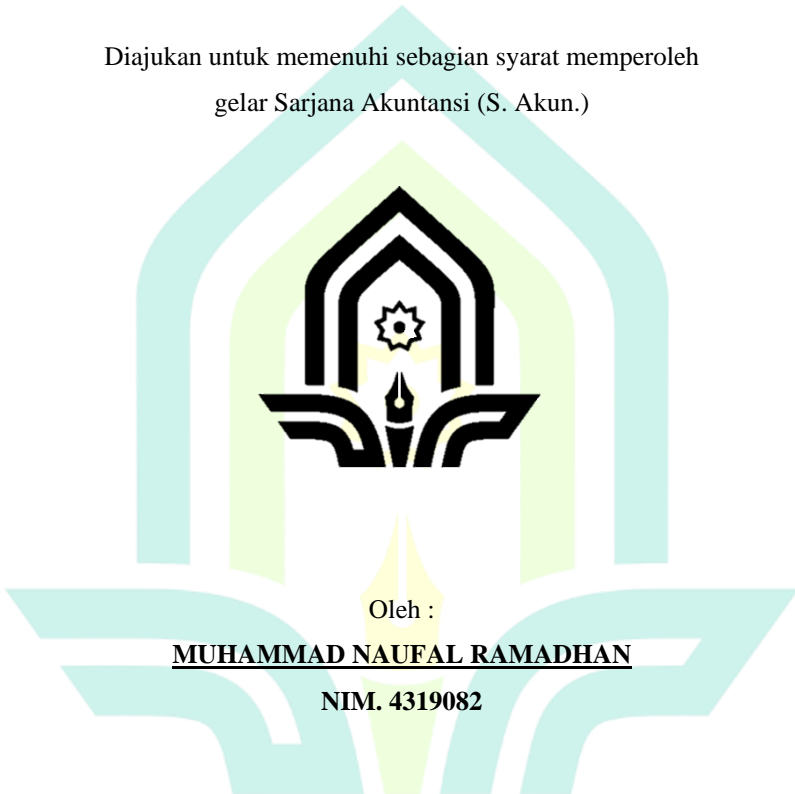 Diajukan untuk memenuhi sebagian syarat memperoleh
gelar Sarjana Akuntansi (S. Akun.)
Oleh :
MUHAMMAD NAUFAL RAMADHAN
NIM. 4319082